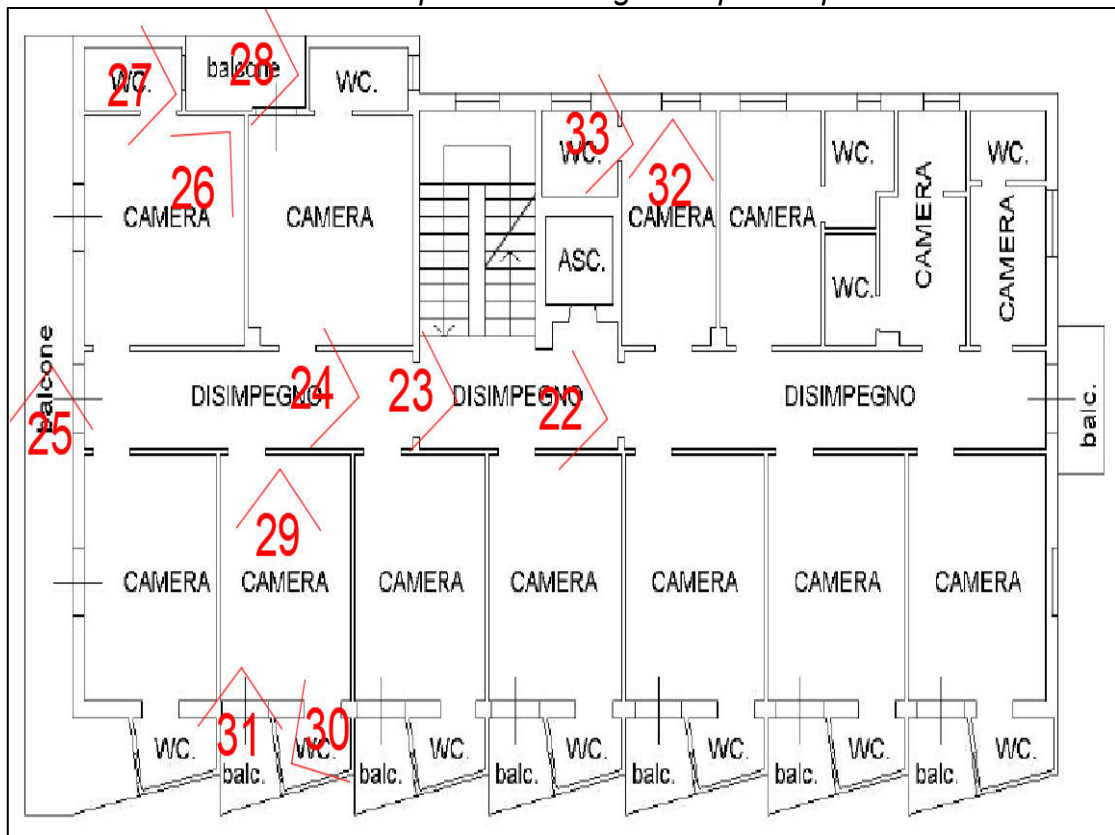 WC.
27
balcone
28
WC.
33
WC.
32
WC.
WC.
26
CAMERA
CAMERA
CAMERA
CAMERA
CAMERA
CAMERA
ASC.
WC.
balcone
25
DISIMPEGNO
24
23
DISIMPEGNO
22
DISIMPEGNO
balc.
29
CAMERA
CAMERA
CAMERA
CAMERA
CAMERA
CAMERA
CAMERA
WC.
31
balc.
30
WC.
balc.
WC.
balc.
WC.
balc.
WC.
balc.
WC.
balc.
WC.